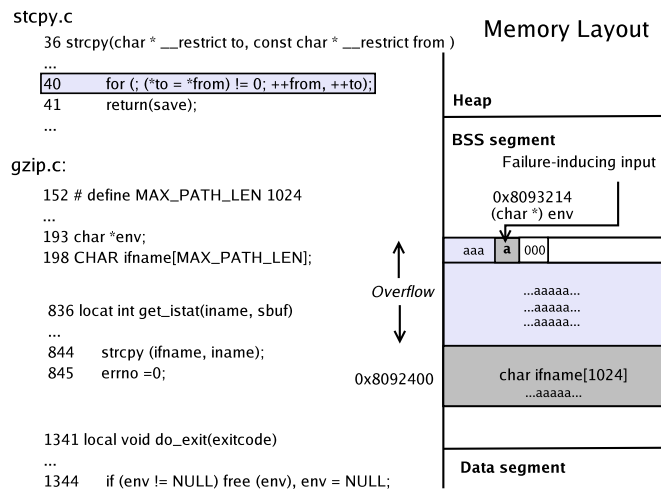 stcpy.c
36 strcpy(char * __restrict to, const char * __restrict from )
...
40 for (; (*to = *from) != 0; ++from, ++to);
41 return(save);
...
gzip.c:
152 # define MAX_PATH_LEN 1024
...
193 char *env;
198 CHAR ifname[MAX_PATH_LEN];
836 locat int get_istat(iname, sbuf)
...
844 strcpy (ifname, iname);
845 errno =0;
1341 local void do_exit(exitcode)
...
1344 if (env != NULL) free (env), env = NULL;
Memory Layout
Heap
BSS segment
Failure-inducing input
0x8093214
(char *) env
aaa a 000
Overflow
...aaaaa...
...aaaaa...
...aaaaa...
0x8092400
char ifname[1024]
...aaaaa...
Data segment